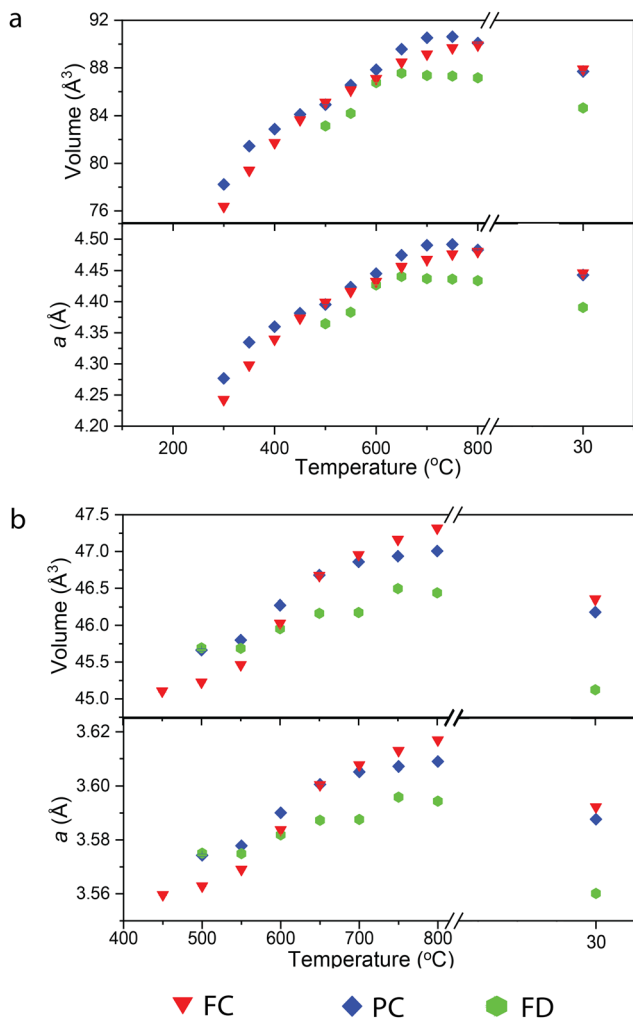 a
92
88
84
80
76
Volume (Å³)
4.50
4.45
4.40
4.35
4.30
4.25
4.20
a (Å)
200 400 600 800 30
Temperature (°C)
b
47.5
47.0
46.5
46.0
45.5
45.0
Volume (Å³)
3.62
3.60
3.58
3.56
a (Å)
400 500 600 700 800 30
Temperature (°C)
FC PC FD